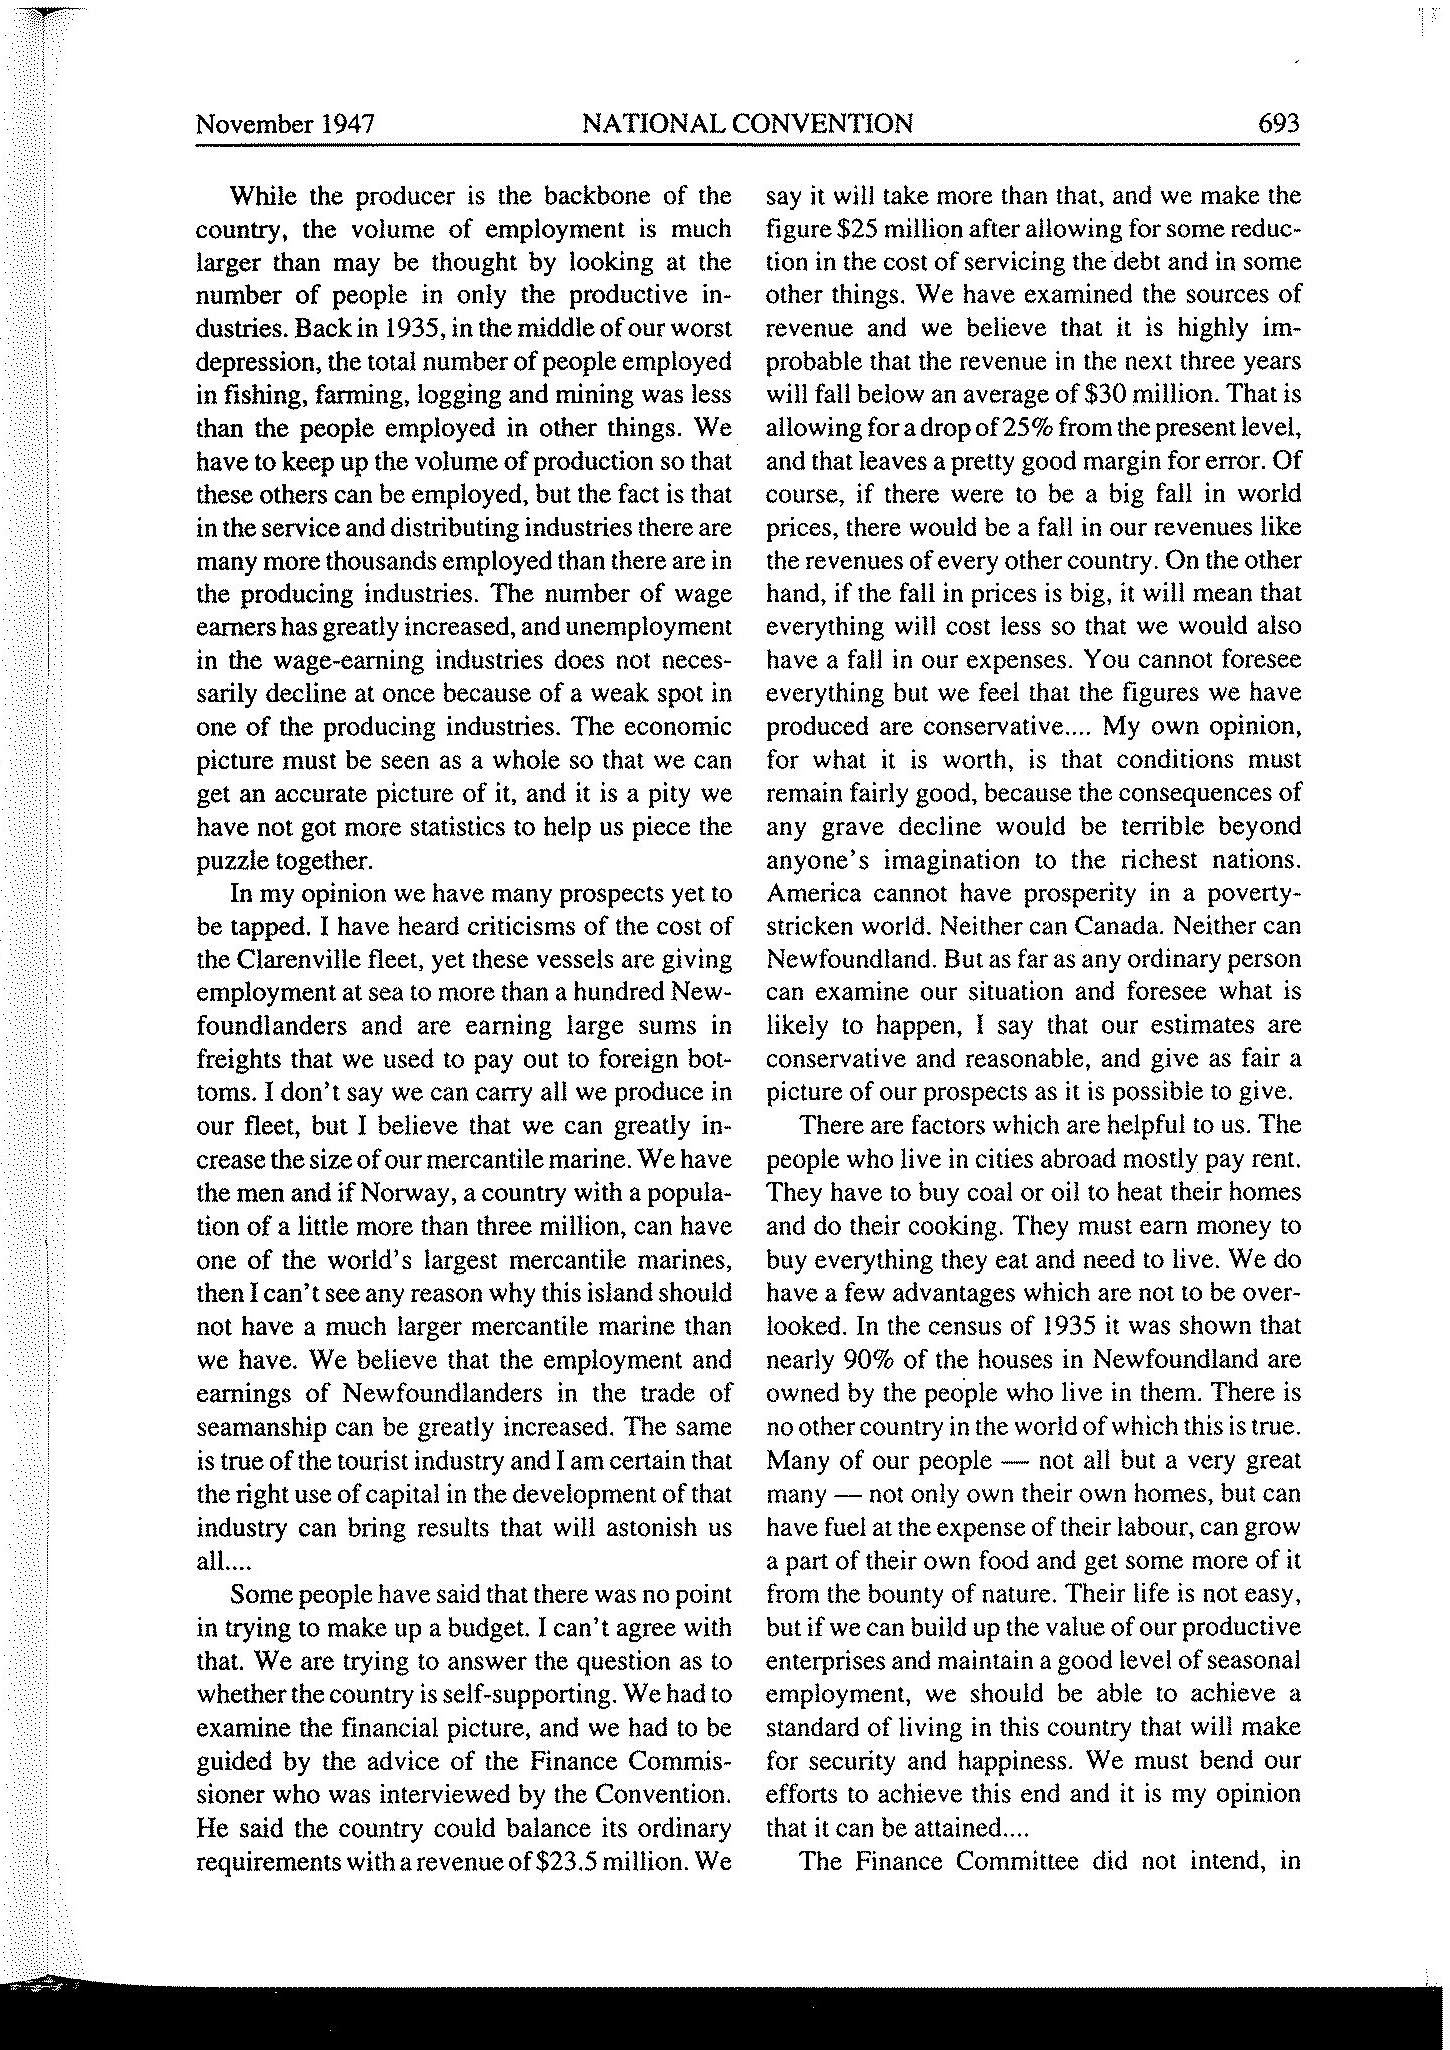 November 1947 NATIONAL CONVENTION 693
While the producer is the backbone of the
country, the volume of employment is much
larger than may be thought by looking at the
number of people in only the productive in-
dustries. Back in 1935, in the middle of our worst
depression, the total number of people employed
in fishing, farming, logging and mining was less
than the people employed in other things. We
have to keep up the volume of production so that
these others can be employed, but the fact is that
in the service and distributing industries there are
many more thousands employed than there are in
the producing industries. The number of wage
earners has greatly increased, and unemployment
in the wage-earning industries does not neces-
sarily decline at once because of a weak spot in
one of the producing industries. The economic
picture must be seen as a whole so that we can
get an accurate picture of it, and it is a pity we
have not got more statistics to help us piece the
puzzle together.
In my opinion we have many prospects yet to
be tapped. I have heard criticisms of the cost of
the Clarenville fleet, yet these vessels are giving
employment at sea to more than a hundred New-
foundlanders and are earning large sums in
freights that we used to pay out to foreign bot-
toms. I don't say we can carry all we produce in
our fleet, but I believe that we can greatly in-
crease the size of our mercantile marine. We have
the men and if Norway, a country with a popula-
tion of a little more than three million, can have
one of the world's largest mercantile marines,
then I can't see any reason why this island should
not have a much larger mercantile marine than
we have. We believe that the employment and
earnings of Newfoundlanders in the trade of
seamanship can be greatly increased. The same
is true of the tourist industry and I am certain that
the right use of capital in the development of that
industry can bring results that will astonish us
all....
Some people have said that there was no point
in trying to make up a budget. I can't agree with
that. We are trying to answer the question as to
whether the country is self-supporting. We had to
examine the financial picture, and we had to be
guided by the advice of the Finance Commis-
sioner who was interviewed by the Convention.
He said the country could balance its ordinary
requirements with a revenue of $23.5 million. We
say it will take more than that, and we make the
figure $25 million after allowing for some reduc-
tion in the cost of servicing the debt and in some
other things. We have examined the sources of
revenue and we believe that it is highly im-
probable that the revenue in the next three years
will fall below an average of $30 million. That is
allowing for a drop of 25% from the present level,
and that leaves a pretty good margin for error. Of
course, if there were to be a big fall in world
prices, there would be a fall in our revenues like
the revenues of every other country. On the other
hand, if the fall in prices is big, it will mean that
everything will cost less so that we would also
have a fall in our expenses. You cannot foresee
everything but we feel that the figures we have
produced are conservative.... My own opinion,
for what it is worth, is that conditions must
remain fairly good, because the consequences of
any grave decline would be terrible beyond
anyone's imagination to the richest nations.
America cannot have prosperity in a poverty-
stricken world. Neither can Canada. Neither can
Newfoundland. But as far as any ordinary person
can examine our situation and foresee what is
likely to happen, I say that our estimates are
conservative and reasonable, and give as fair a
picture of our prospects as it is possible to give.
There are factors which are helpful to us. The
people who live in cities abroad mostly pay rent.
They have to buy coal or oil to heat their homes
and do their cooking. They must earn money to
buy everything they eat and need to live. We do
have a few advantages which are not to be over-
looked. In the census of 1935 it was shown that
nearly 90% of the houses in Newfoundland are
owned by the people who live in them. There is
no other country in the world of which this is true.
Many of our people — not all but a very great
many — not only own their own homes, but can
have fuel at the expense of their labour, can grow
a part of their own food and get some more of it
from the bounty of nature. Their life is not easy,
but if we can build up the value of our productive
enterprises and maintain a good level of seasonal
employment, we should be able to achieve a
standard of living in this country that will make
for security and happiness. We must bend our
efforts to achieve this end and it is my opinion
that it can be attained....
The Finance Committee did not intend, in